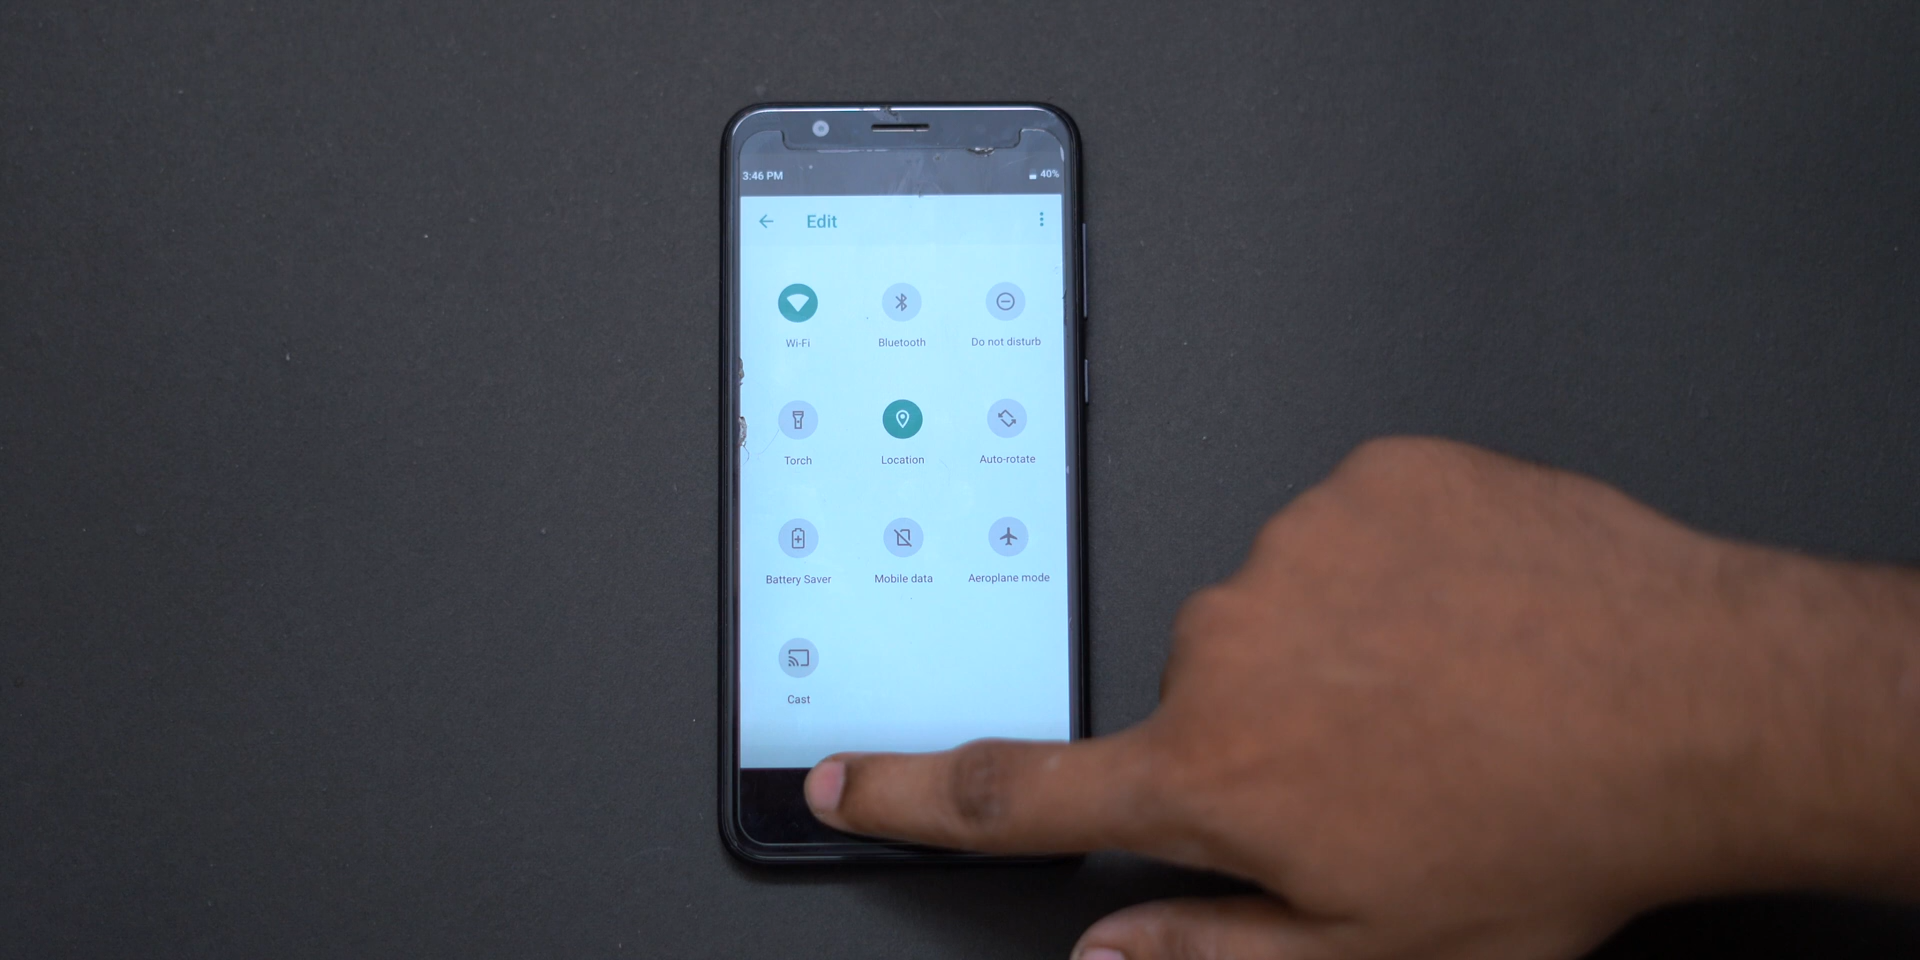 3:46 PM 40%
Edit
Wi-Fi Bluetooth Do not disturb
Torch Location Auto-rotate
Battery Saver Mobile data Aeroplane mode
Cast